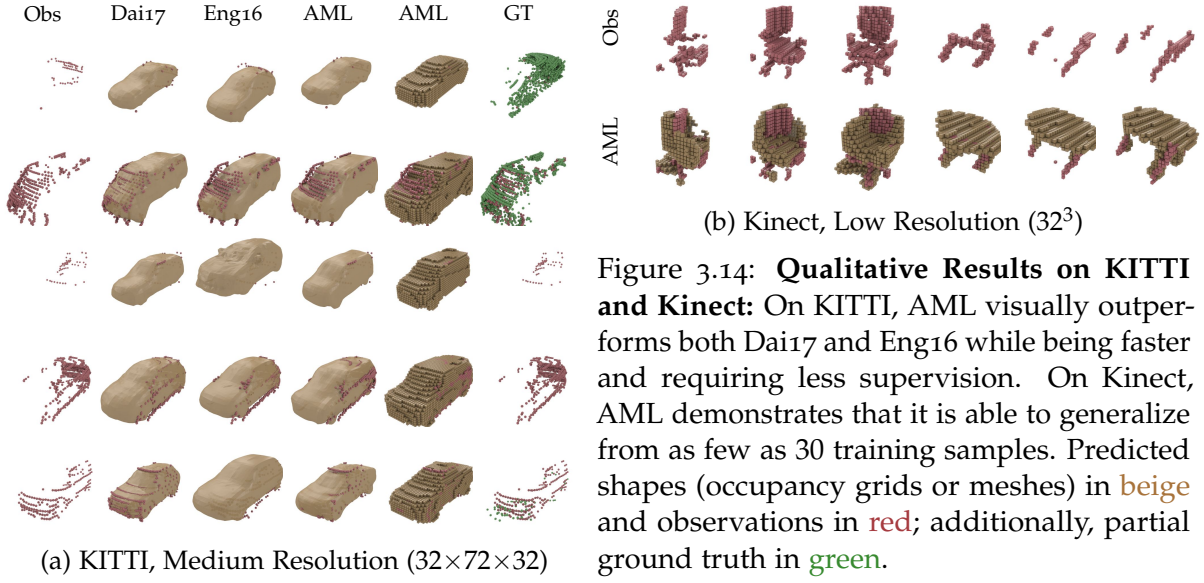 Obs Dai17 Eng16 AML AML GT
(a) KITTI, Medium Resolution (32×72×32)
Obs
AML
(b) Kinect, Low Resolution (32³)
Figure 3.14: Qualitative Results on KITTI
and Kinect: On KITTI, AML visually outper-
forms both Dai17 and Eng16 while being faster
and requiring less supervision. On Kinect,
AML demonstrates that it is able to generalize
from as few as 30 training samples. Predicted
shapes (occupancy grids or meshes) in beige
and observations in red; additionally, partial
ground truth in green.